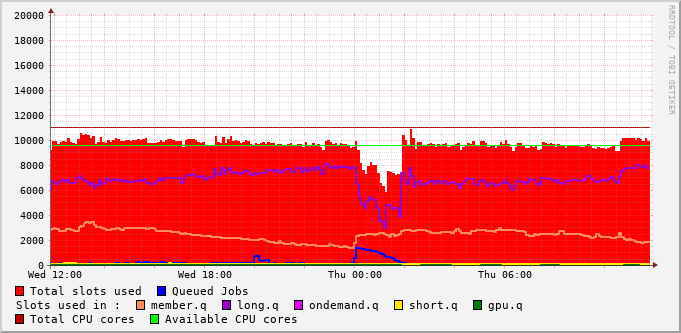 RRDTOOL / TOBI OETIKER
20000
18000
16000
14000
12000
10000
8000
6000
4000
2000
0
Wed 12:00 Wed 18:00 Thu 00:00 Thu 06:00
Total slots used Queued Jobs
Slots used in : member.q long.q ondemand.q short.q gpu.q
Total CPU cores Available CPU cores